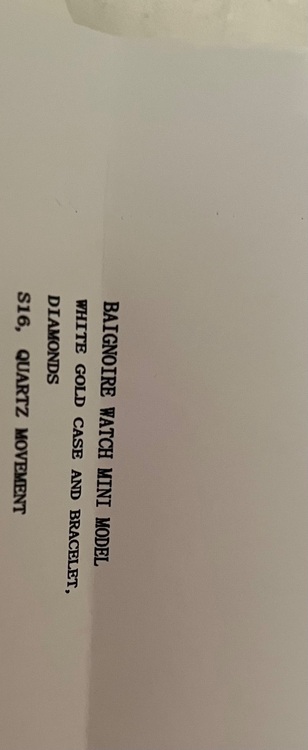 BAIGNOIRE WATCH MINI MODEL
WHITE GOLD CASE AND BRACELET,
DIAMONDS
S16, QUARTZ MOVEMENT